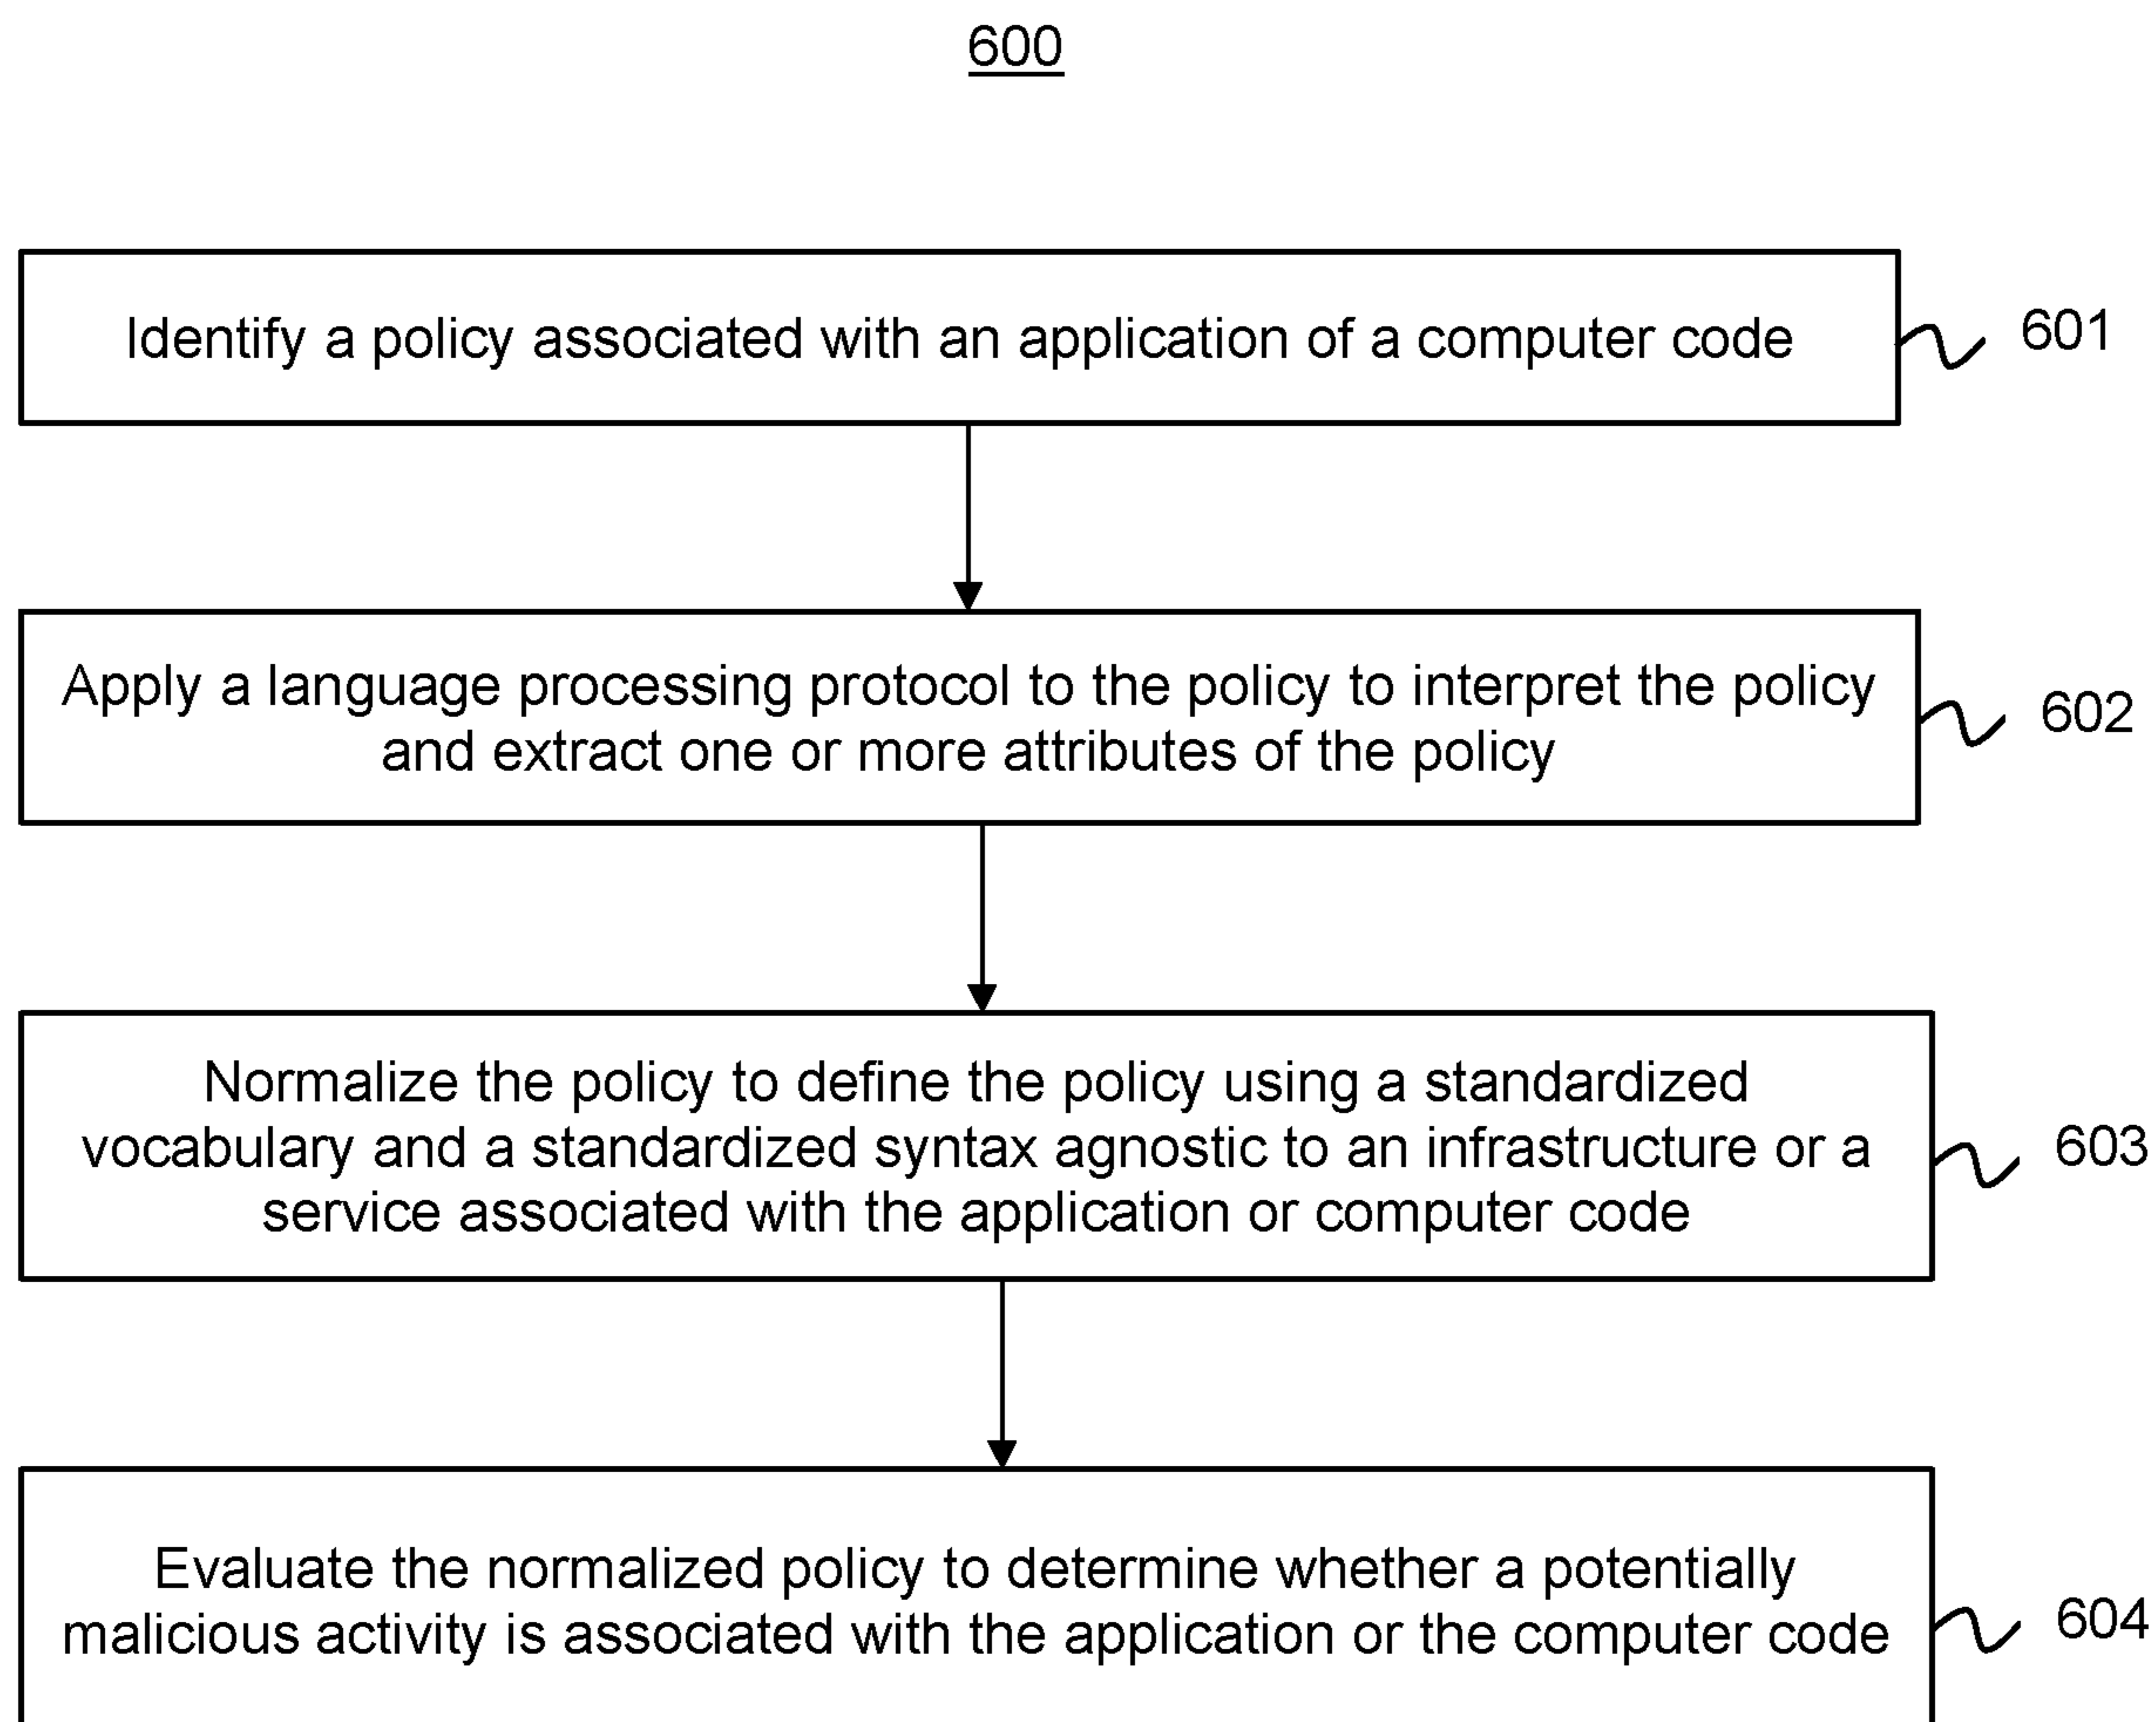 600
Identify a policy associated with an application of a computer code
601
Apply a language processing protocol to the policy to interpret the policy
and extract one or more attributes of the policy
602
Normalize the policy to define the policy using a standardized
vocabulary and a standardized syntax agnostic to an infrastructure or a
service associated with the application or computer code
603
Evaluate the normalized policy to determine whether a potentially
malicious activity is associated with the application or the computer code
604